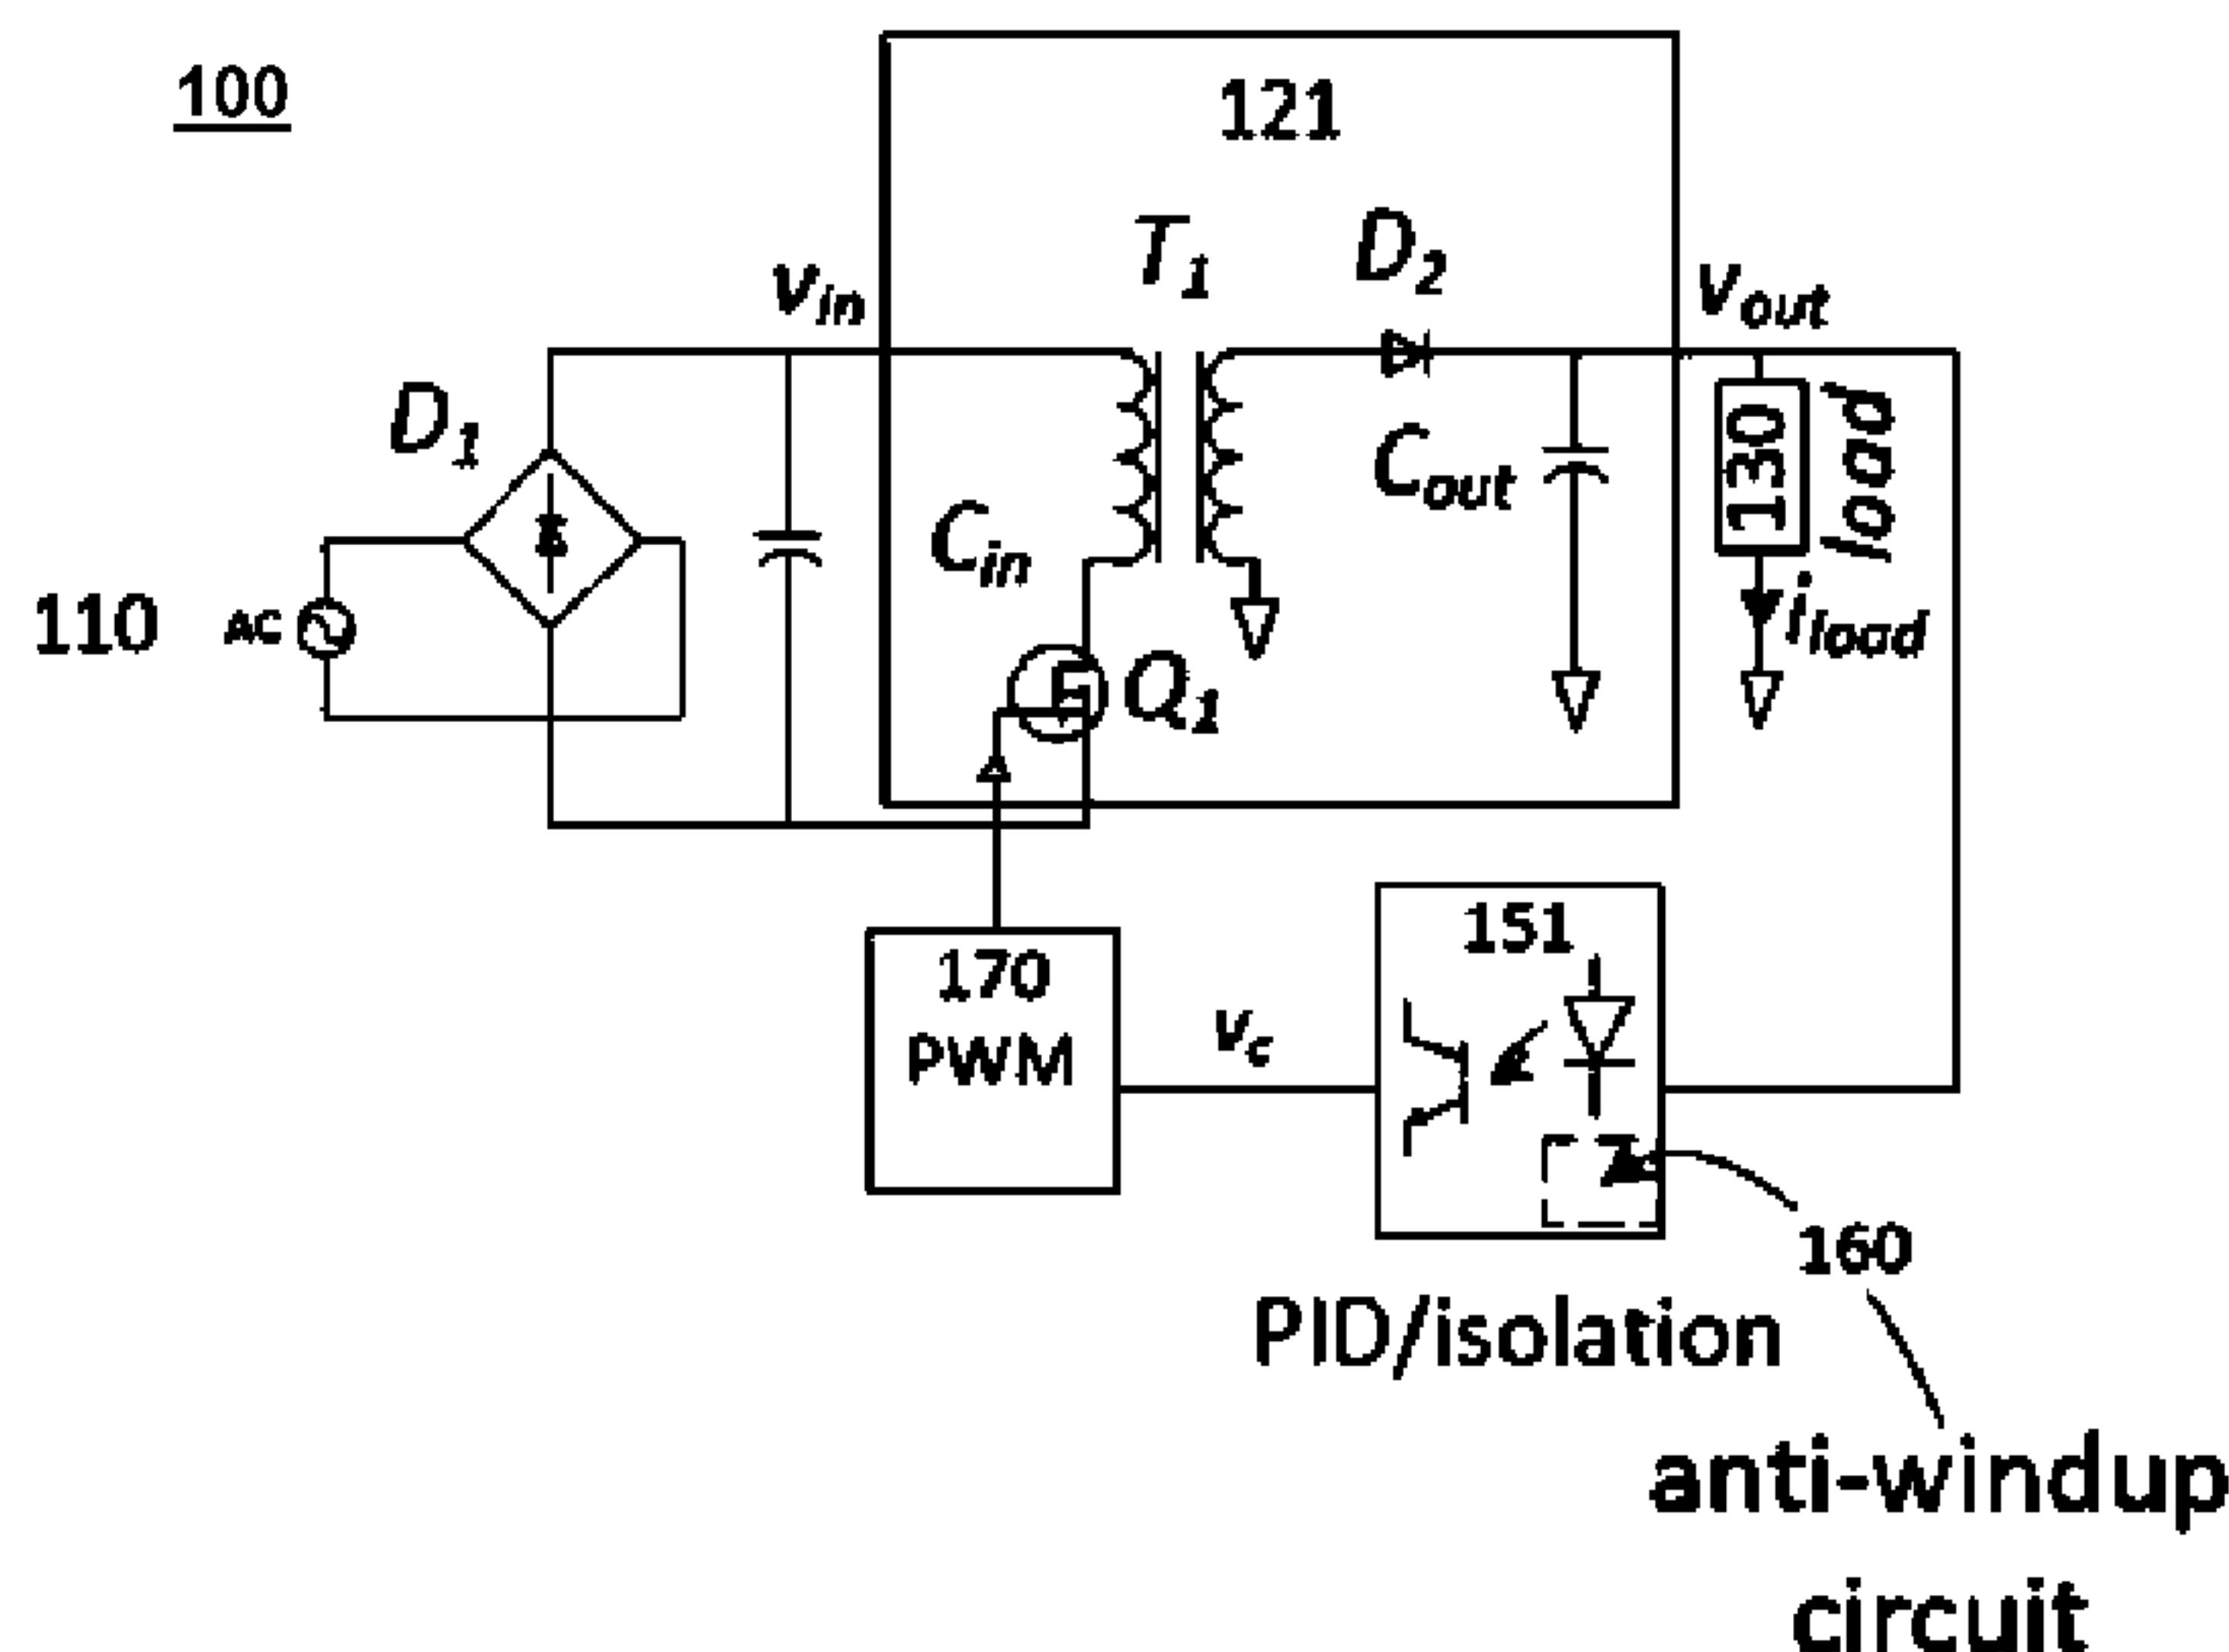 100
121
T1
D2
vin
vout
D1
130
load
Cout
Cin
110
AC
iload
Q1
151
170
PWM
vc
160
PID/isolation
anti-windup
circuit